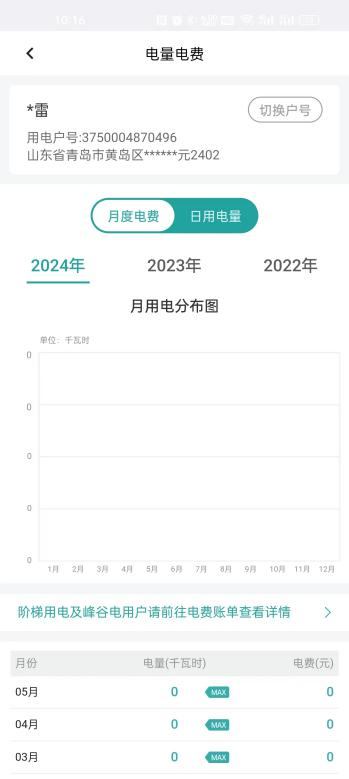 10:16
电量电费
*雷
切换户号
用电户号:3750004870496
山东省青岛市黄岛区******元2402
月度电费
日用电量
2024年 2023年 2022年
月用电分布图
单位：千瓦时
0
0
0
0
0
1月 2月 3月 4月 5月 6月 7月 8月 9月 10月 11月 12月
阶梯用电及峰谷电用户请前往电费账单查看详情
月份 电量(千瓦时) 电费(元)
05月 0 MAX 0
04月 0 MAX 0
03月 0 MAX 0